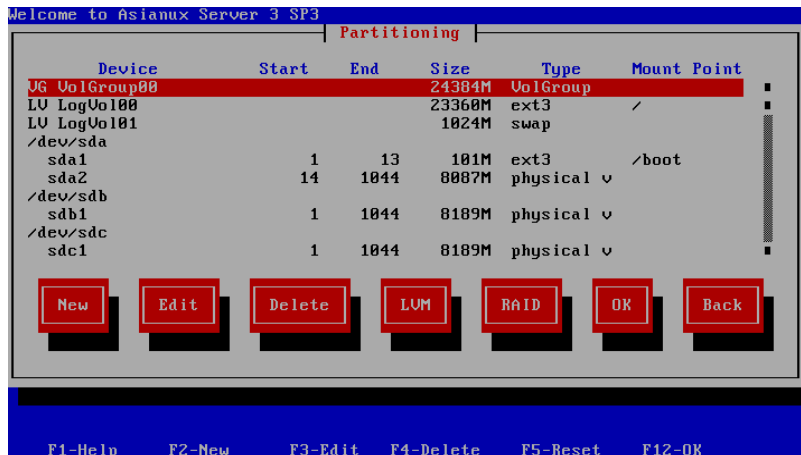 Welcome to Asianux Server 3 SP3
Partitioning
Device Start End Size Type Mount Point
VG VolGroup00 24384M VolGroup
LV LogVol00 23360M ext3 /
LV LogVol01 1024M swap
/dev/sda
sda1 1 13 101M ext3 /boot
sda2 14 1044 8087M physical v
/dev/sdb
sdb1 1 1044 8189M physical v
/dev/sdc
sdc1 1 1044 8189M physical v
New Edit Delete LVM RAID OK Back
F1-Help F2-New F3-Edit F4-Delete F5-Reset F12-OK